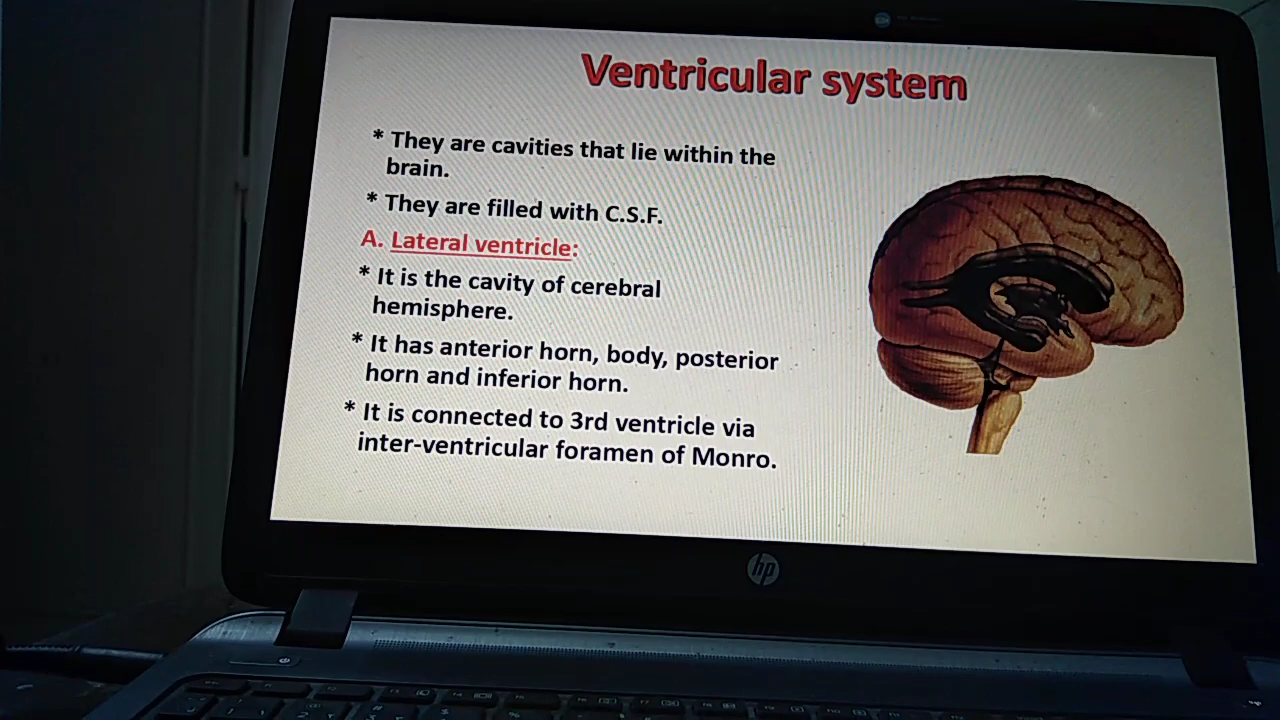 Ventricular system
* They are cavities that lie within the
brain.
* They are filled with C.S.F.
A. Lateral ventricle:
* It is the cavity of cerebral
hemisphere.
* It has anterior horn, body, posterior
horn and inferior horn.
* It is connected to 3rd ventricle via
inter-ventricular foramen of Monro.
hp